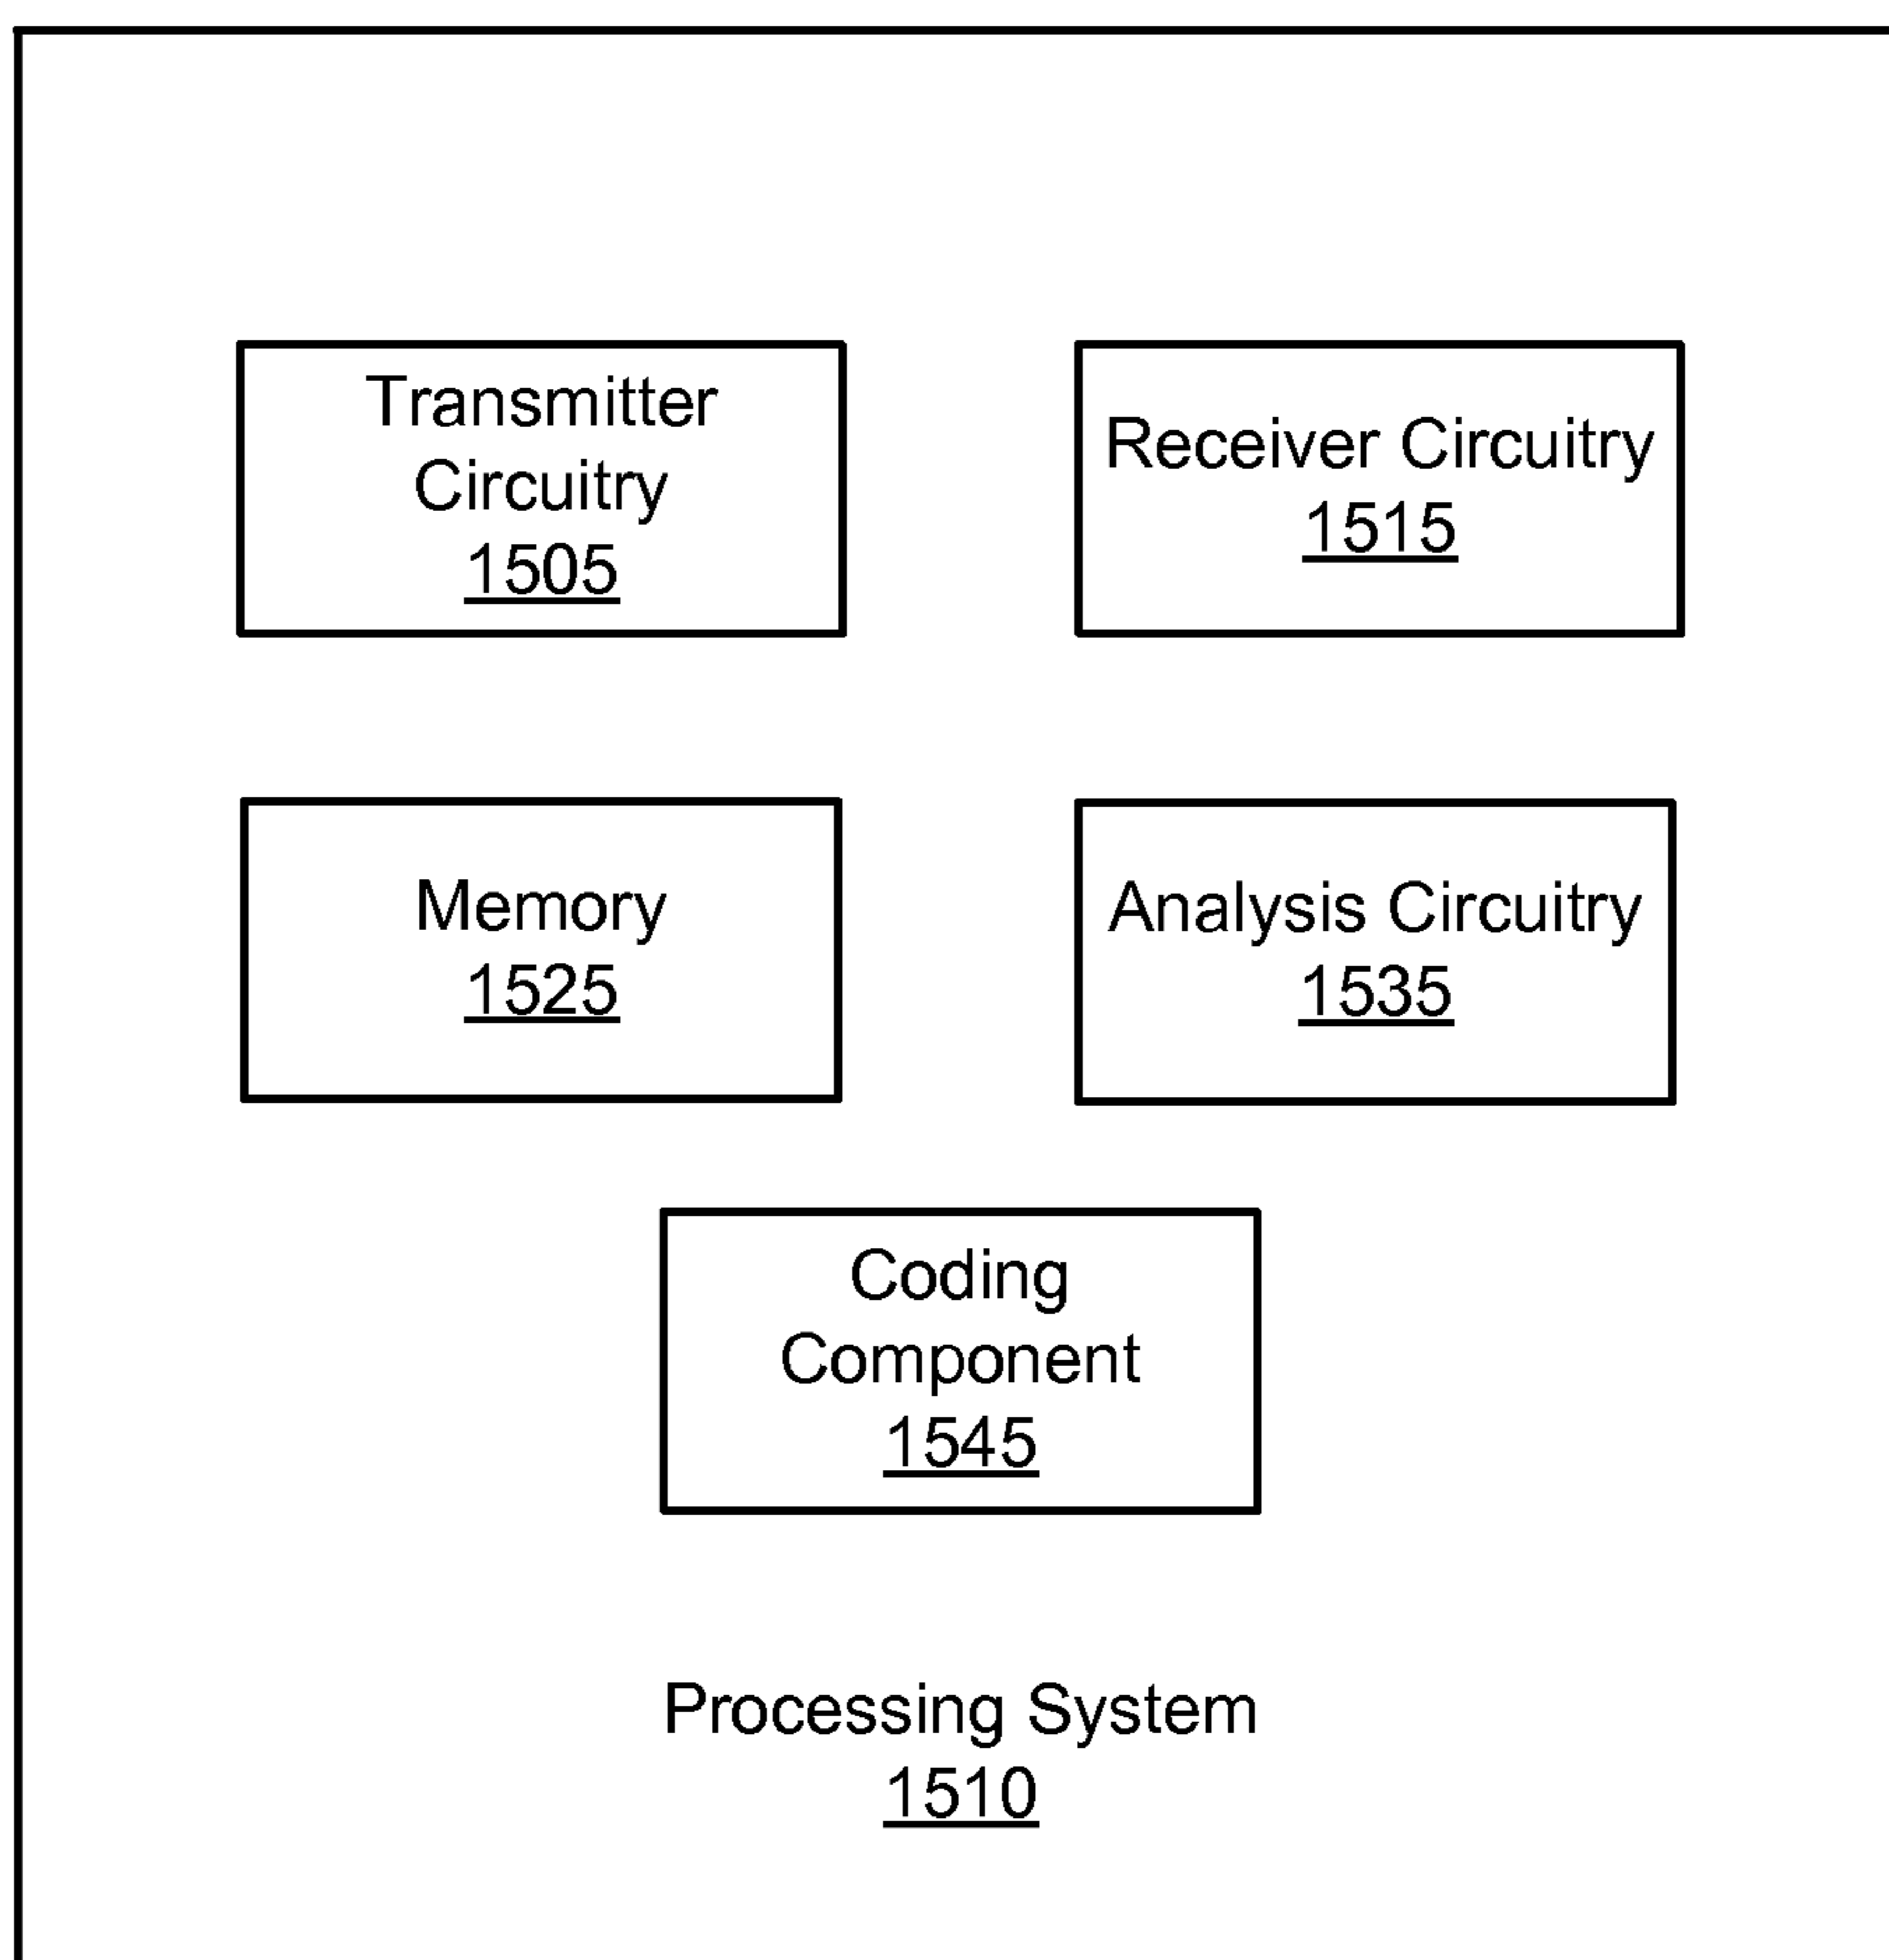 Transmitter
Circuitry
1505
Receiver Circuitry
1515
Memory
1525
Analysis Circuitry
1535
Coding
Component
1545
Processing System
1510